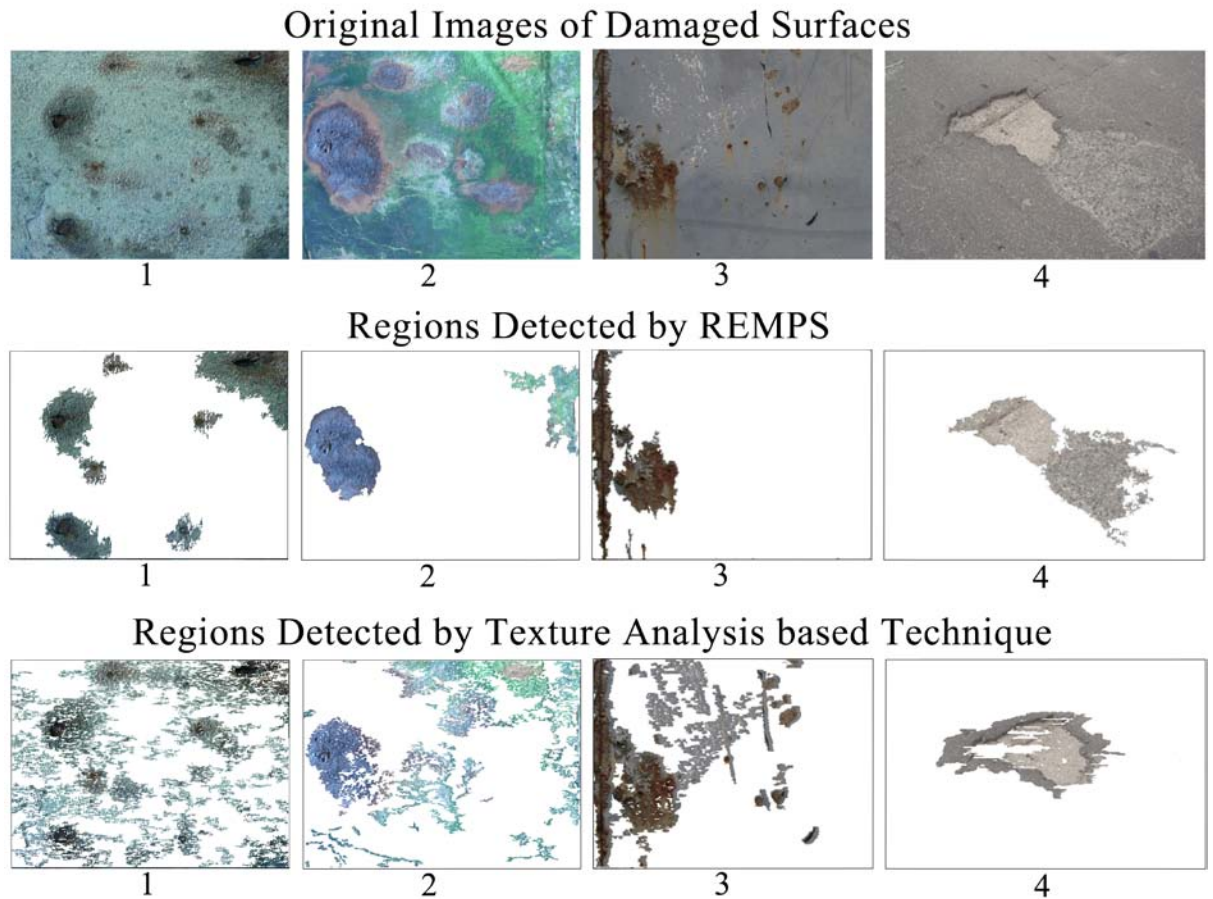 Original Images of Damaged Surfaces
1 2 3 4
Regions Detected by REMPS
1 2 3 4
Regions Detected by Texture Analysis based Technique
1 2 3 4